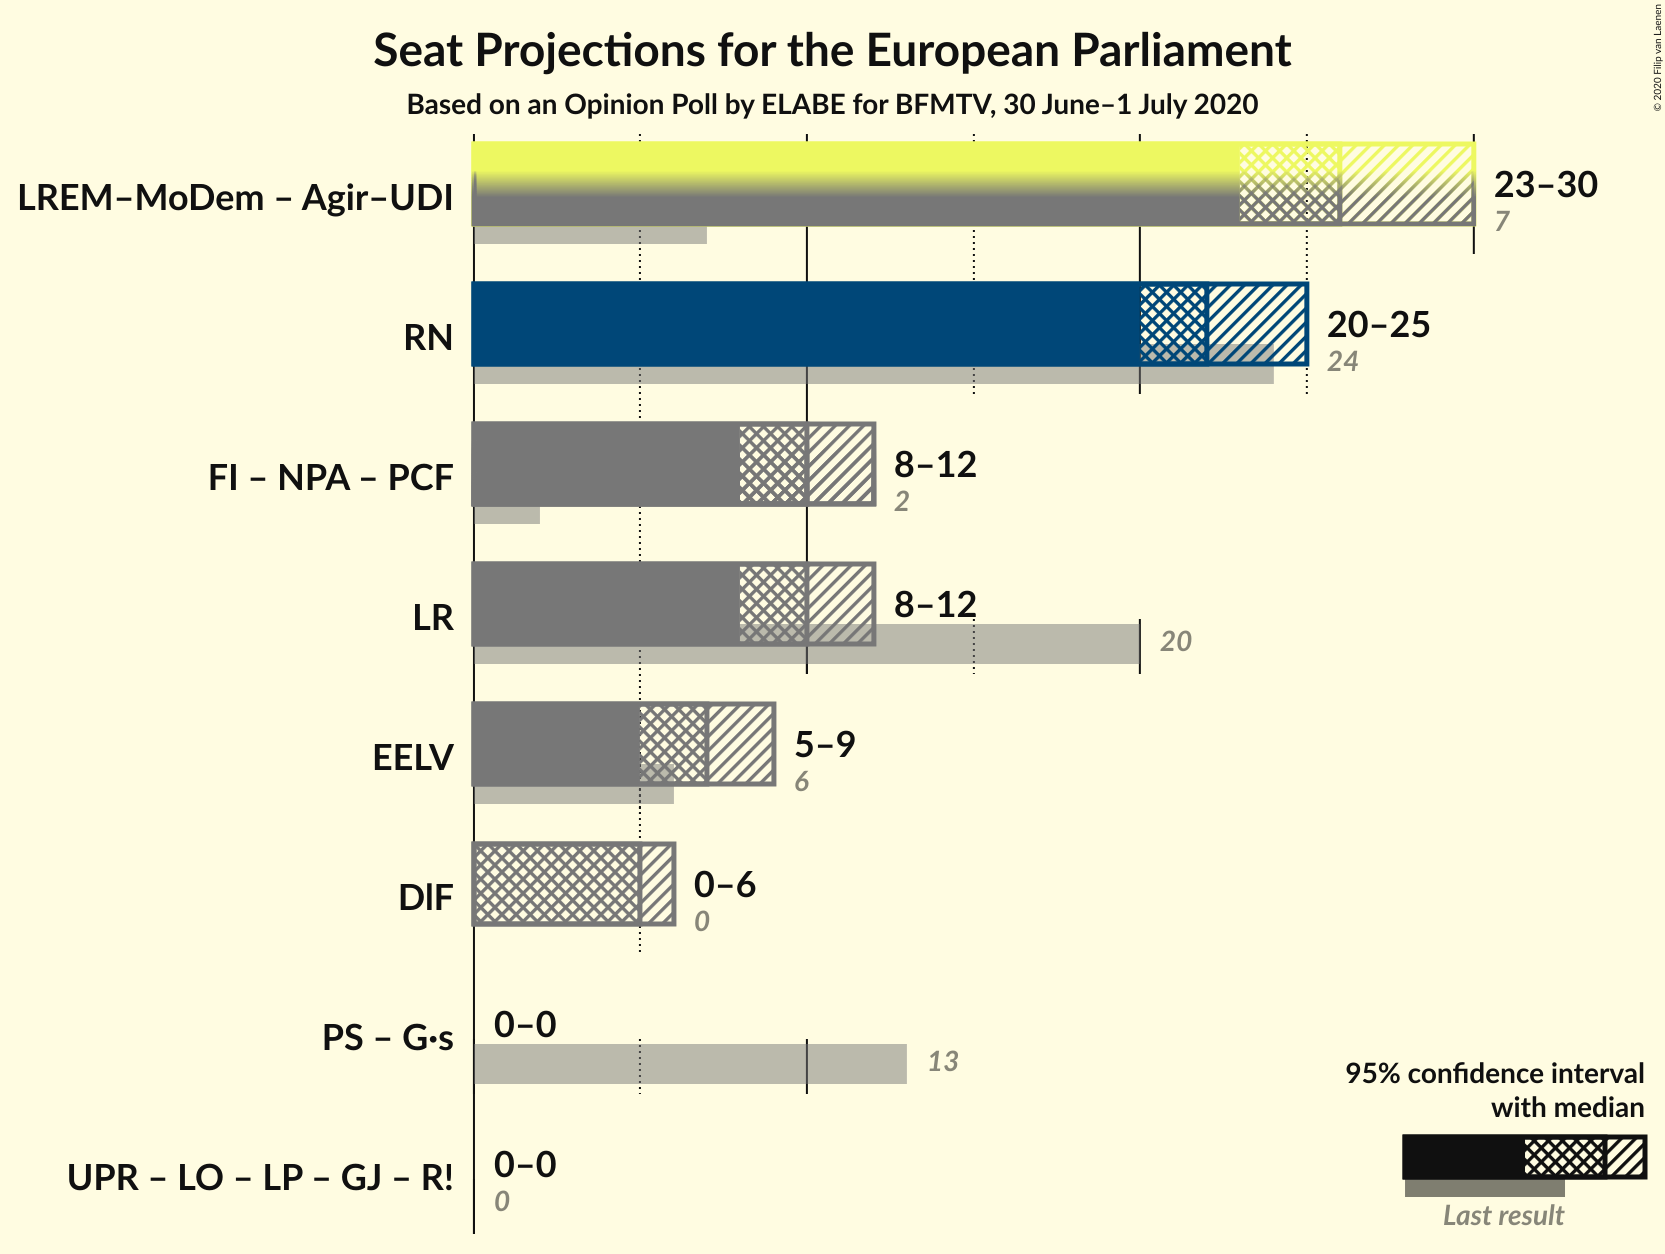 Seat Projections for the European Parliament
Based on an Opinion Poll by ELABE for BFMTV, 30 June–1 July 2020
© 2020 Filip van Laenen
LREM–MoDem – Agir–UDI
23–30
7
RN
20–25
24
FI – NPA – PCF
8–12
2
LR
8–12
20
EELV
5–9
6
DlF
0–6
0
PS – G·s
0–0
13
UPR – LO – LP – GJ – R!
0–0
0
95% confidence interval
with median
Last result